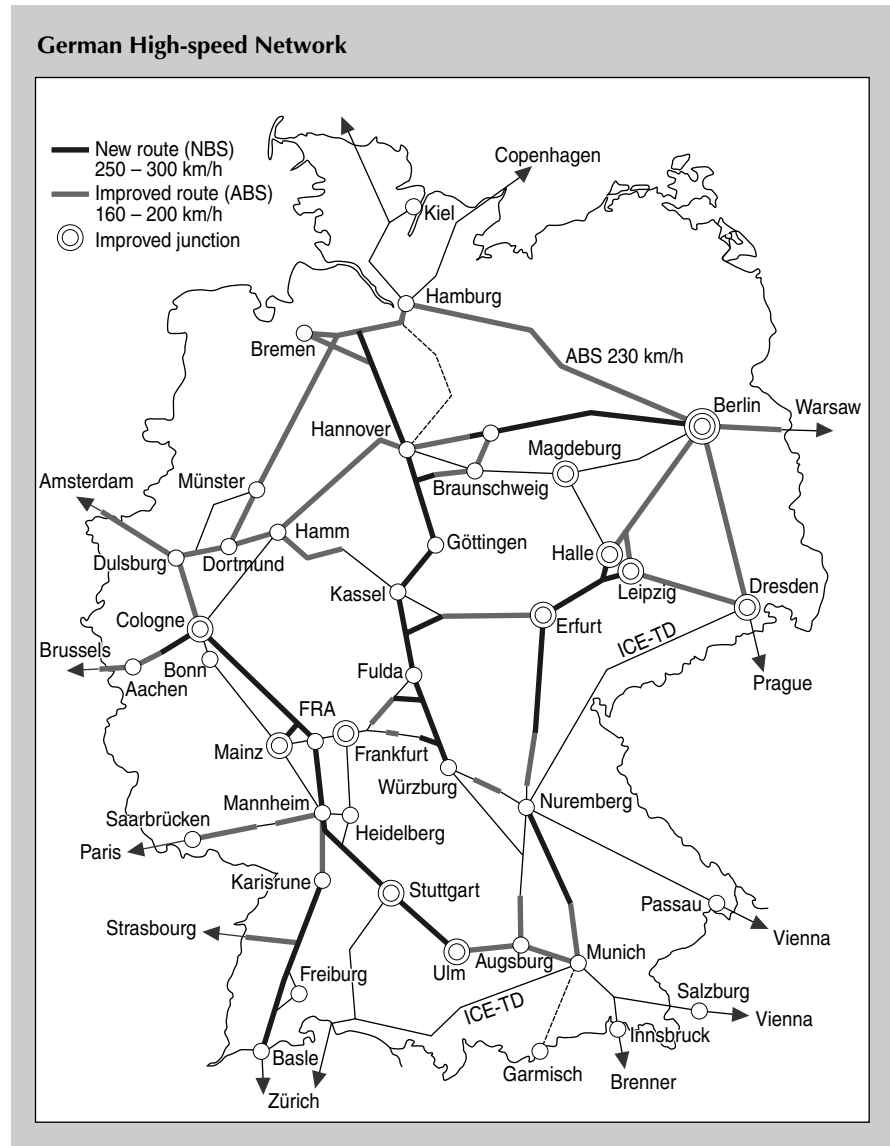 German High-speed Network
New route (NBS)
250 – 300 km/h
Improved route (ABS)
160 – 200 km/h
Improved junction
Copenhagen
Kiel
Hamburg
Bremen
ABS 230 km/h
Berlin
Warsaw
Hannover
Magdeburg
Braunschweig
Amsterdam
Münster
Hamm
Göttingen
Halle
Dulsburg
Dortmund
Leipzig
Dresden
Kassel
Cologne
Erfurt
ICE-TD
Brussels
Bonn
Aachen
Fulda
Prague
FRA
Mainz
Frankfurt
Würzburg
Mannheim
Nuremberg
Saarbrücken
Heidelberg
Paris
Karisrune
Stuttgart
Passau
Strasbourg
Vienna
Ulm
Augsburg
Munich
Freiburg
Salzburg
ICE-TD
Vienna
Innsbruck
Basle
Garmisch
Brenner
Zürich